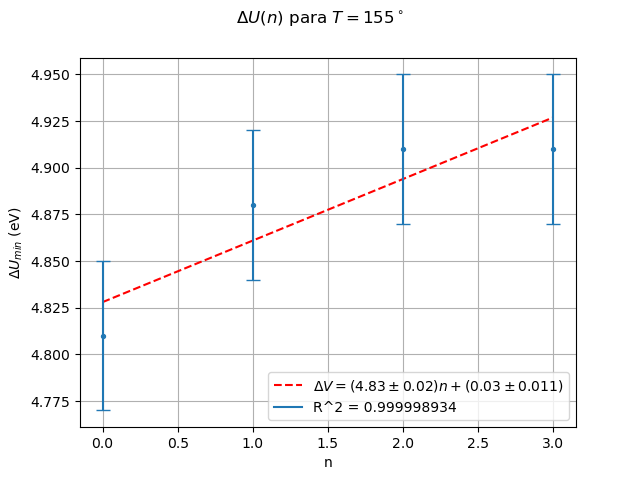 ΔU(n) para T = 155°
ΔU_min (eV)
4.950
4.925
4.900
4.875
4.850
4.825
4.800
4.775
0.0 0.5 1.0 1.5 2.0 2.5 3.0
n
ΔV = (4.83 ± 0.02)n + (0.03 ± 0.011)
R^2 = 0.999998934